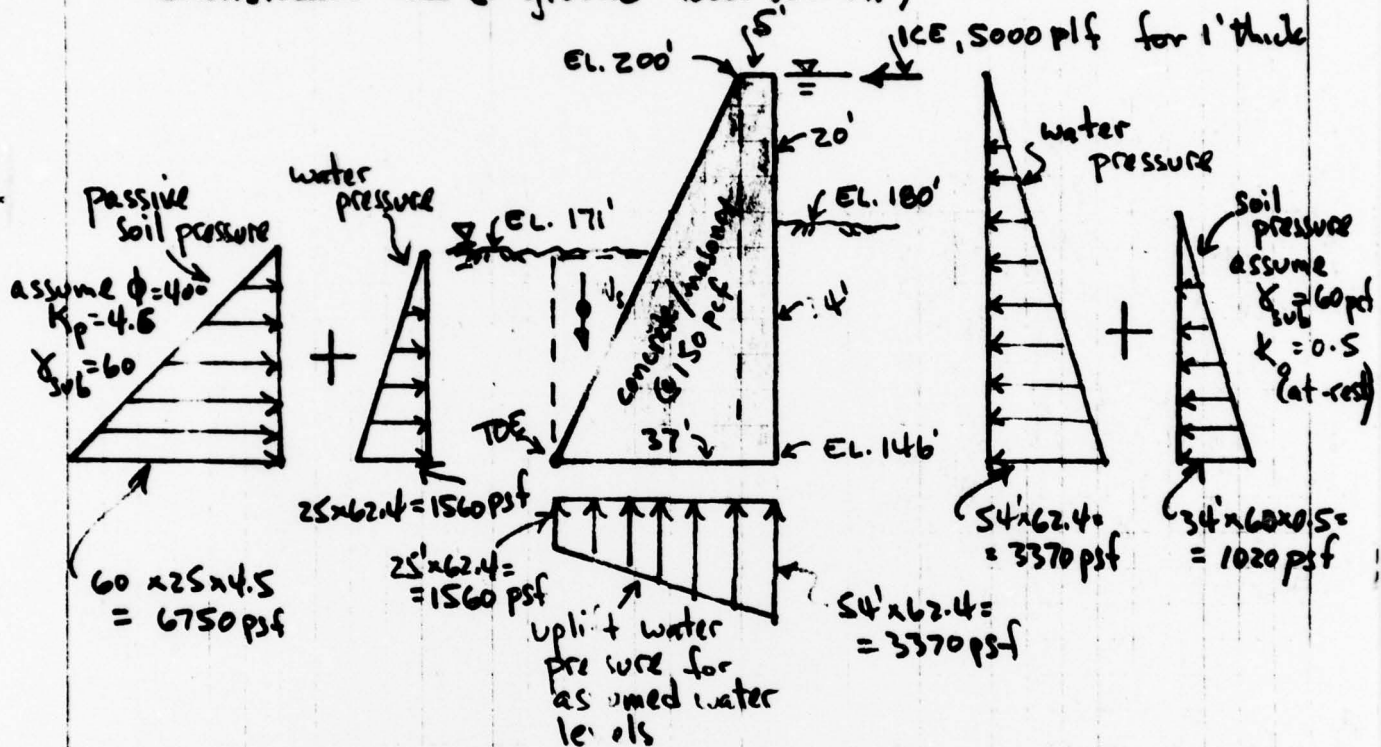 5'
ICE, 5000 plf for 1' thick
EL. 200'
20'
water
pressure
EL. 180'
EL. 171'
water
pressure
passive
soil pressure
assume φ=40°
Kp=4.5
γsub=60
soil
pressure
assume
γsub=60 pcf
K₀=0.5
(at-rest)
concrete/masonry
@ 150 pcf
4'
TOE
37'
EL. 146'
25x62.4=1560 psf
60 x25x4.5
= 6750 psf
25'x62.4=
=1560 psf
54'x62.4=
= 3370 psf
54'x62.4=
= 3370 psf
34'x60x0.5=
= 1020 psf
uplift water
pressure for
assumed water
levels